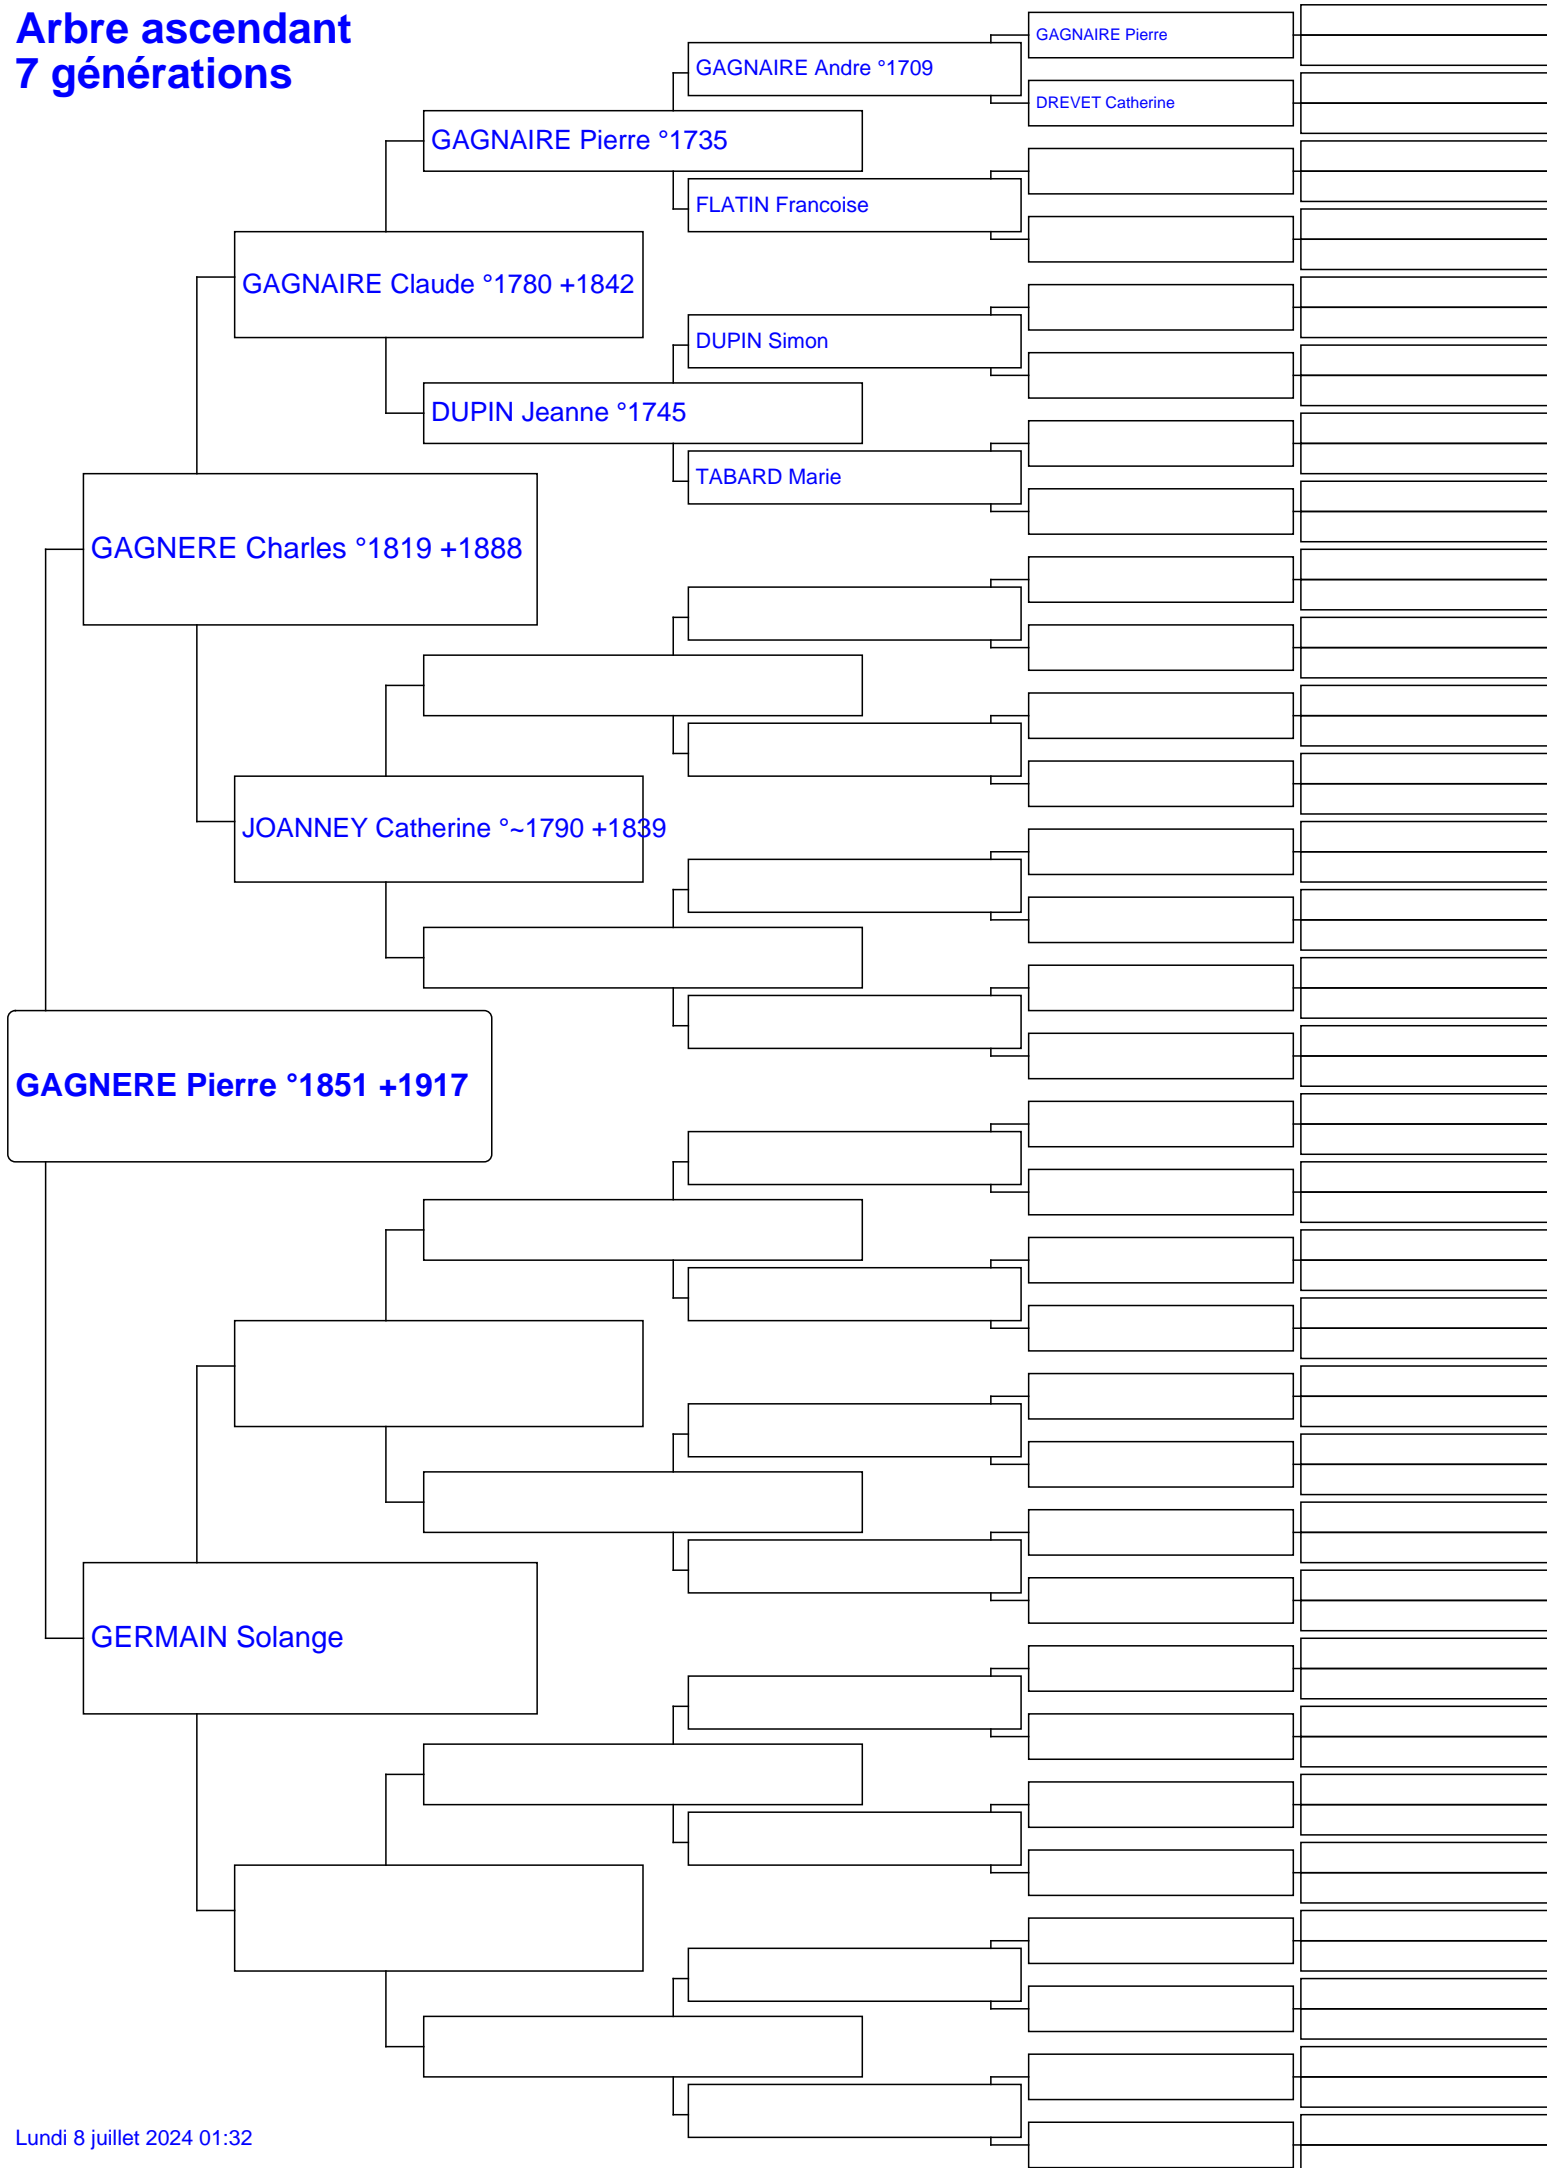 Arbre ascendant
7 générations
GAGNAIRE Pierre
GAGNAIRE Andre °1709
DREVET Catherine
GAGNAIRE Pierre °1735
FLATIN Francoise
GAGNAIRE Claude °1780 +1842
DUPIN Simon
DUPIN Jeanne °1745
TABARD Marie
GAGNERE Charles °1819 +1888
JOANNEY Catherine °~1790 +1839
GAGNERE Pierre °1851 +1917
GERMAIN Solange
Lundi 8 juillet 2024 01:32